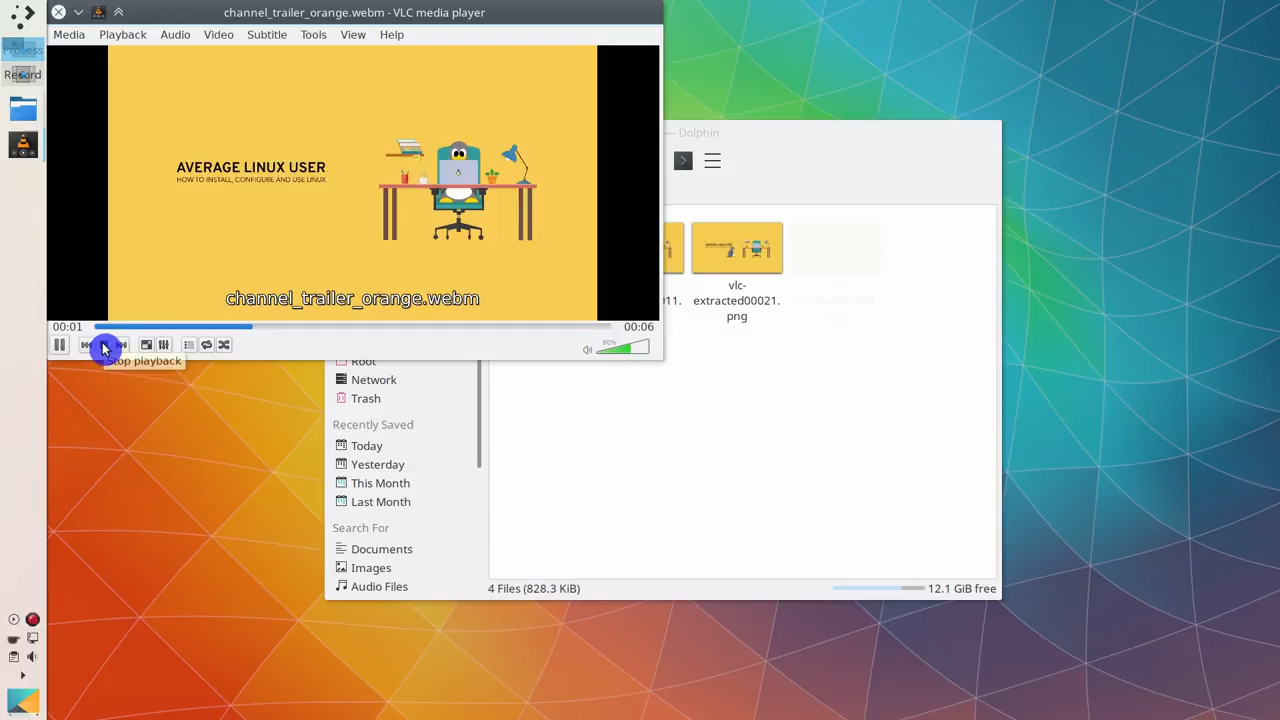 channel_trailer_orange.webm - VLC media player
Media Playback Audio Video Subtitle Tools View Help
Process
Record
AVERAGE LINUX USER
HOW TO INSTALL, CONFIGURE AND USE LINUX
channel_trailer_orange.webm
00:01 00:06
80%
Stop playback
— Dolphin
011.
vlc-
extracted00021.
png
Root
Network
Trash
Recently Saved
Today
Yesterday
This Month
Last Month
Search For
Documents
Images
Audio Files
4 Files (828.3 KiB)
12.1 GiB free